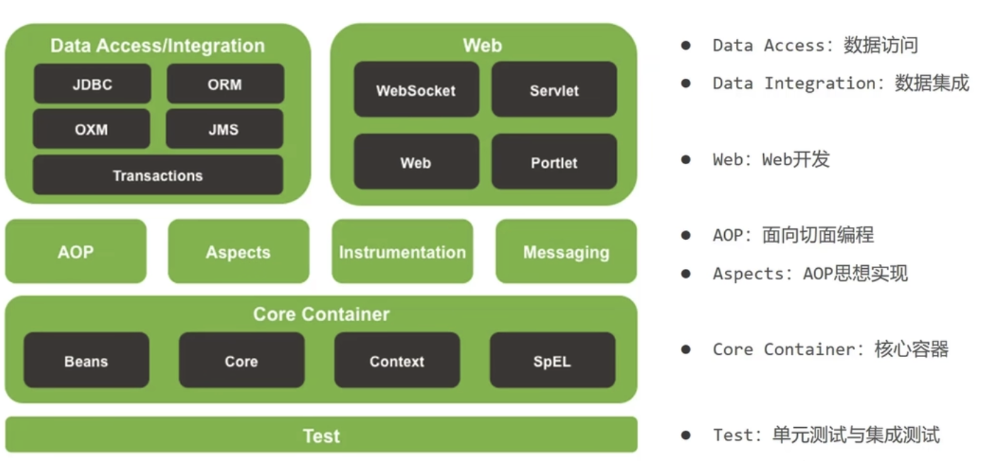 Data Access/Integration
JDBC
ORM
OXM
JMS
Transactions
Web
WebSocket
Servlet
Web
Portlet
AOP
Aspects
Instrumentation
Messaging
Core Container
Beans
Core
Context
SpEL
Test
● Data Access：数据访问
● Data Integration：数据集成
● Web：Web开发
● AOP：面向切面编程
● Aspects：AOP思想实现
● Core Container：核心容器
● Test：单元测试与集成测试